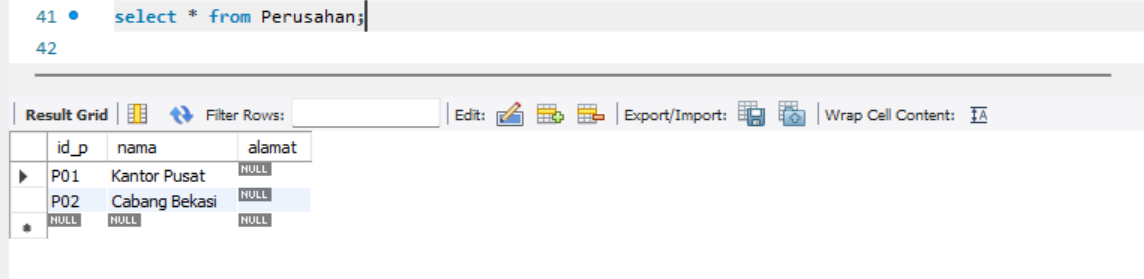 41 select * from Perusahan;
42
Result Grid Filter Rows: Edit: Export/Import: Wrap Cell Content: IA
id_p nama alamat
P01 Kantor Pusat NULL
P02 Cabang Bekasi NULL
NULL NULL NULL